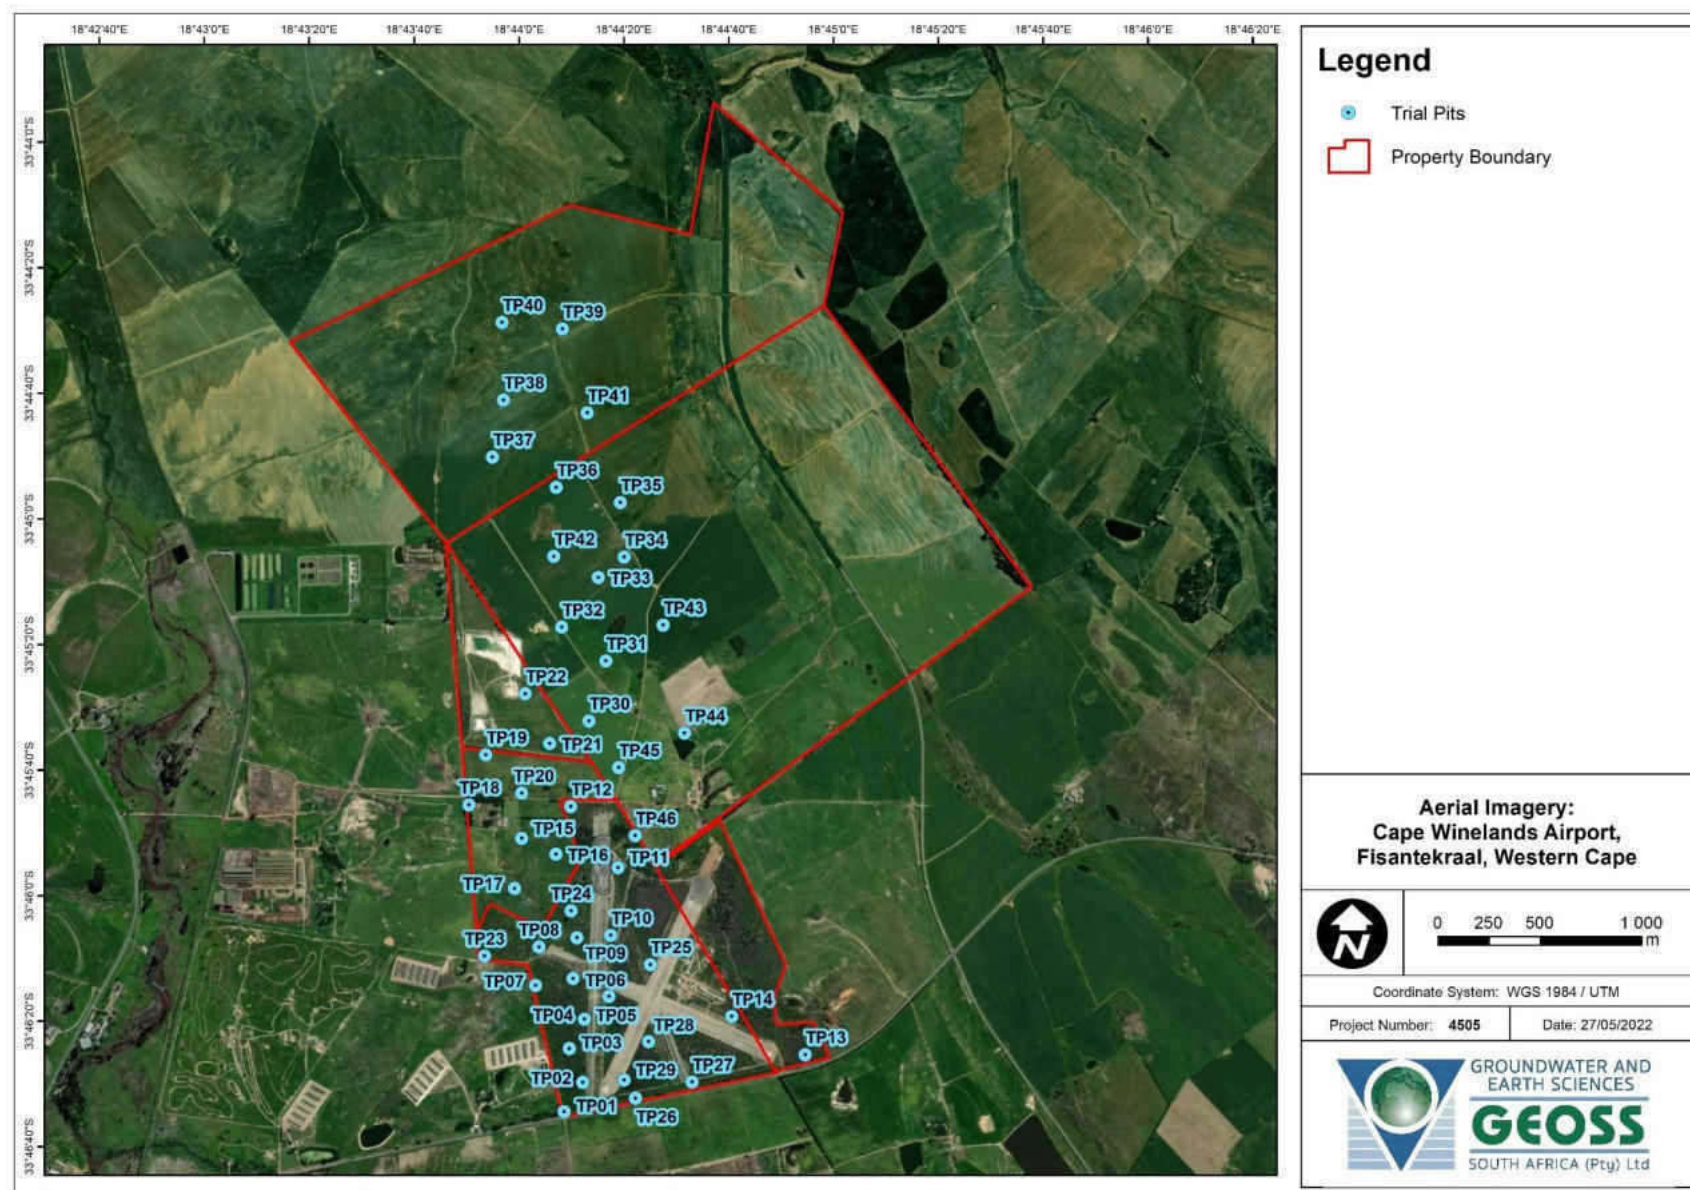 18°42'40"E 18°43'0"E 18°43'20"E 18°43'40"E 18°44'0"E 18°44'20"E 18°44'40"E 18°45'0"E 18°45'20"E 18°45'40"E 18°46'0"E 18°46'20"E
33°44'0"S
33°44'20"S
33°44'40"S
33°45'0"S
33°45'20"S
33°45'40"S
33°46'0"S
33°46'20"S
33°46'40"S
TP40
TP39
TP38
TP41
TP37
TP36
TP35
TP42
TP34
TP33
TP32
TP43
TP31
TP22
TP30
TP44
TP19
TP21
TP45
TP20
TP18
TP12
TP15
TP46
TP16
TP11
TP17
TP24
TP10
TP08
TP23
TP09
TP25
TP07
TP06
TP14
TP04
TP05
TP28
TP03
TP13
TP02
TP29
TP27
TP01
TP26
Legend
Trial Pits
Property Boundary
Aerial Imagery:
Cape Winelands Airport,
Fisantekraal, Western Cape
N
0 250 500 1 000
m
Coordinate System: WGS 1984 / UTM
Project Number: 4505 Date: 27/05/2022
GROUNDWATER AND
EARTH SCIENCES
GEOSS
SOUTH AFRICA (Pty) Ltd